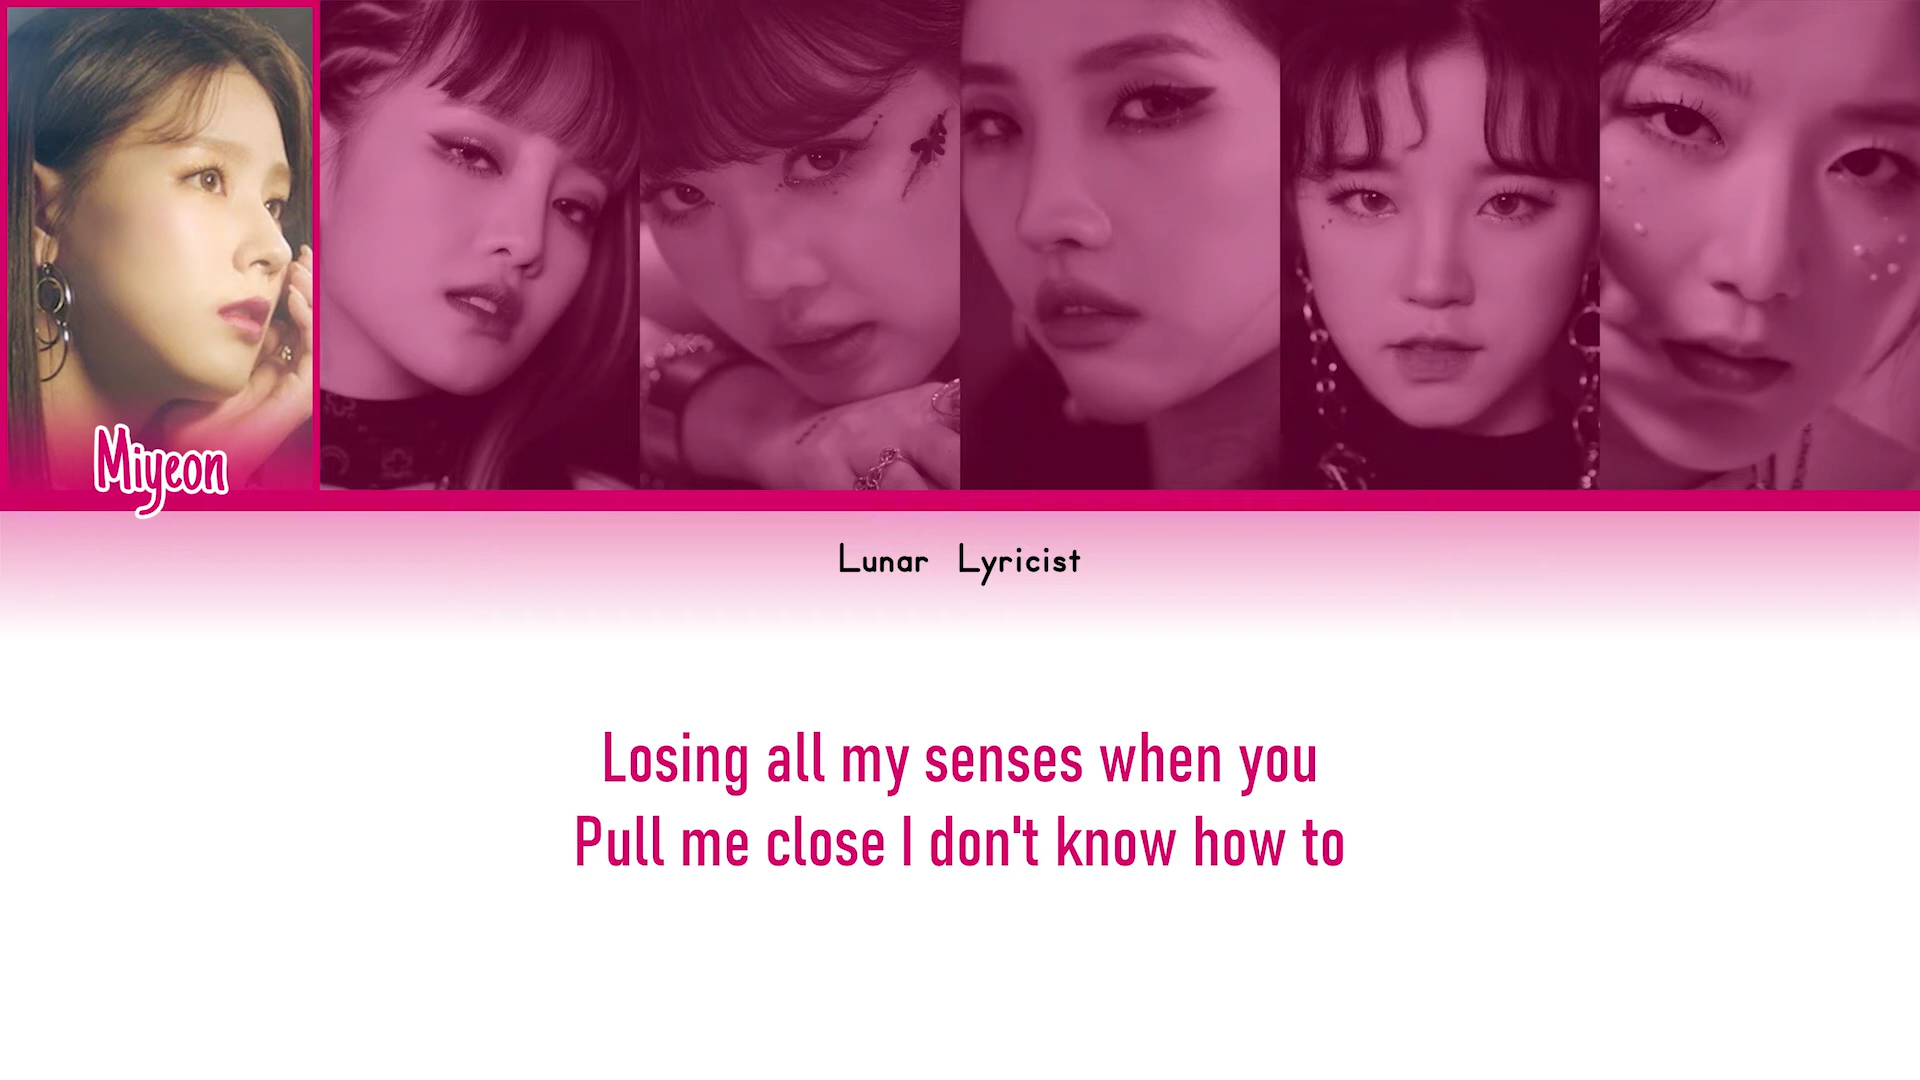 Miyeon
Lunar Lyricist
Losing all my senses when you
Pull me close I don't know how to